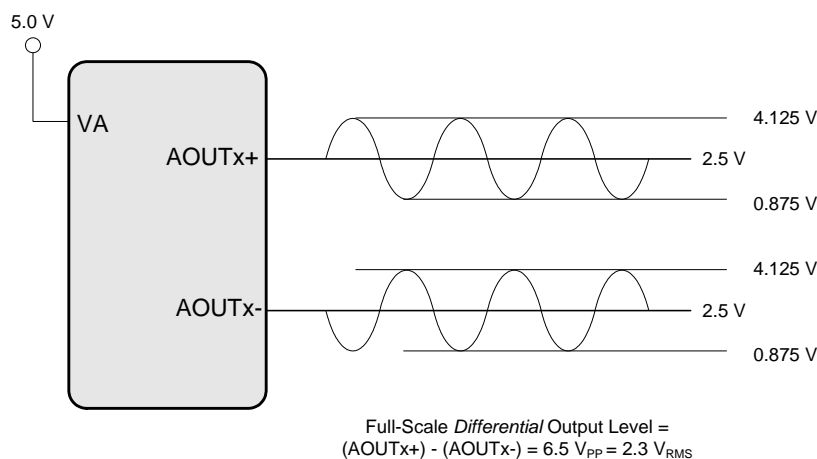 5.0 V
VA
AOUTx+
4.125 V
2.5 V
0.875 V
AOUTx-
4.125 V
2.5 V
0.875 V
Full-Scale Differential Output Level =
(AOUTx+) - (AOUTx-) = 6.5 VPP = 2.3 VRMS